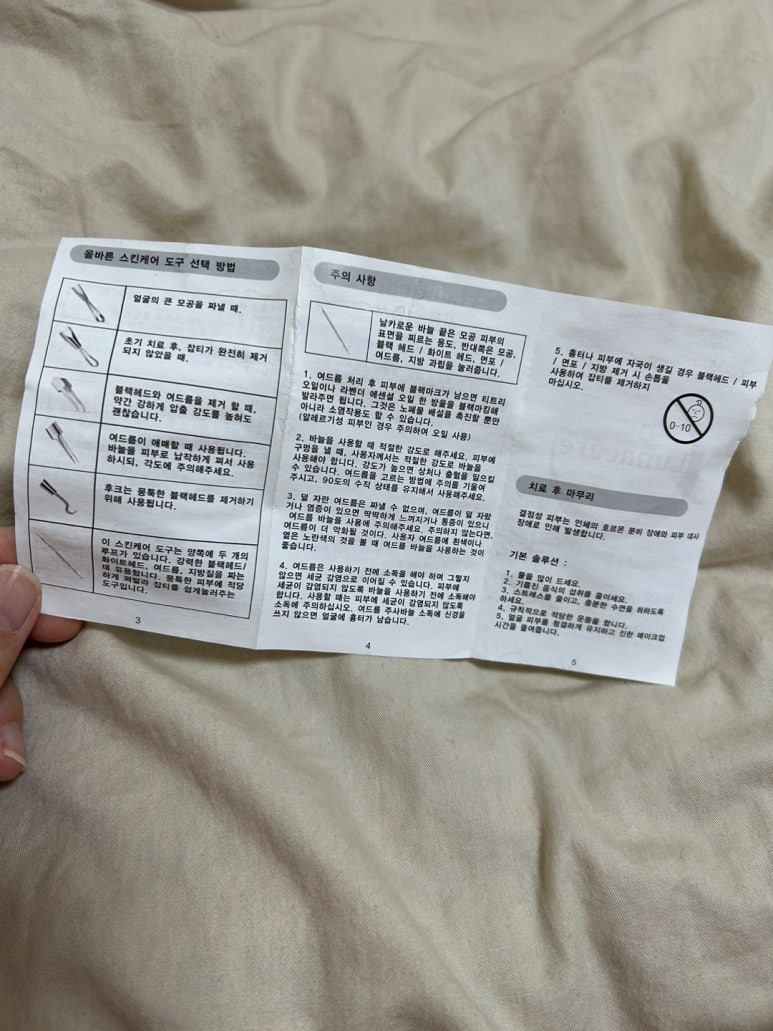 올바른 스킨케어 도구 선택 방법
얼굴의 큰 모공을 파낼 때.
초기 치료 후, 잡티가 완전히 제거
되지 않았을 때.
블랙헤드와 여드름을 제거 할 때,
약간 강하게 압출 강도를 높혀도
괜찮습니다.
여드름이 애매할 때 사용됩니다.
바늘을 피부로 납작하게 펴서 사용
하시되, 각도에 주의해주세요.
후크는 뭉툭한 블랙헤드를 제거하기
위해 사용됩니다.
이 스킨케어 도구는 양쪽에 두 개의
루프가 있습니다. 강력한 블랙헤드/
화이트헤드, 여드름, 지방질을 짜는
데 유용합니다. 뭉툭한 피부에 적당
하게 파일라 잡티를 쉽게눌러주는
도구입니다.
3
주의 사항
날카로운 바늘 끝은 모공 피부의
표면을 찌르는 용도, 반대쪽은 모공,
블랙 헤드 / 화이트 헤드, 면포 /
여드름, 지방 과립을 눌러줍니다.
1. 여드름 처리 후 피부에 블랙마크가 남으면 티트리
오일이나 라벤더 에센셜 오일 한 방울을 블랙마킹해
발라주면 됩니다. 그것은 노폐물 배설을 촉진할 뿐만
아니라 소염작용도 할 수 있습니다.
(알레르기성 피부인 경우 주의하여 오일 사용)
2. 바늘을 사용할 때 적절한 강도로 해주세요. 피부에
구멍을 낼 때, 사용자께서는 적절한 강도로 바늘을
사용해야 합니다. 강도가 높으면 상처나 출혈을 일으킬
수 있습니다. 여드름을 고르는 방법에 주의를 기울여
주시고, 90도의 수직 상태를 유지해서 사용해주세요.
3. 덜 자란 여드름은 파낼 수 없으며, 여드름이 덜 자랐
거나 염증이 있으면 딱딱하게 느껴지거나 통증이 있으니
여드름 바늘을 사용에 주의해주세요. 주의하지 않는다면,
여드름이 더 악화될 것이다. 사용자 여드름에 흰색이나
옅은 노란색의 것을 볼 때 여드름 바늘을 사용하는 것이
좋습니다.
4. 여드름은 사용하기 전에 소독을 해야 하며 그렇지
않으면 세균 감염으로 이어질 수 있습니다. 피부에
세균이 감염되지 않도록 바늘을 사용하기 전에 소독해야
합니다. 사용할 때는 피부에 세균이 감염되지 않도록
소독에 주의하십시오. 여드름 주사바늘 소독에 신경을
쓰지 않으면 얼굴에 흉터가 남습니다.
4
5. 흉터나 피부에 자국이 생길 경우 블랙헤드 / 피부
/ 면포 / 지방 제거 시 손톱을
사용하여 잡티를 제거하지
마십시오.
0-10
치료 후 마무리
결점성 피부는 인체의 호르몬 분비 장애와 피부 대사
장애로 인해 발생합니다.
기본 솔루션 :
1. 물을 많이 드세요.
2. 기름진 음식의 섭취를 줄이세요.
3. 스트레스를 줄이고, 충분한 수면을 취하도록
하세요.
4. 규칙적으로 적당한 운동을 합니다.
5. 얼굴 피부를 청결하게 유지하고 진한 메이크업
시간을 줄여줍니다.
5